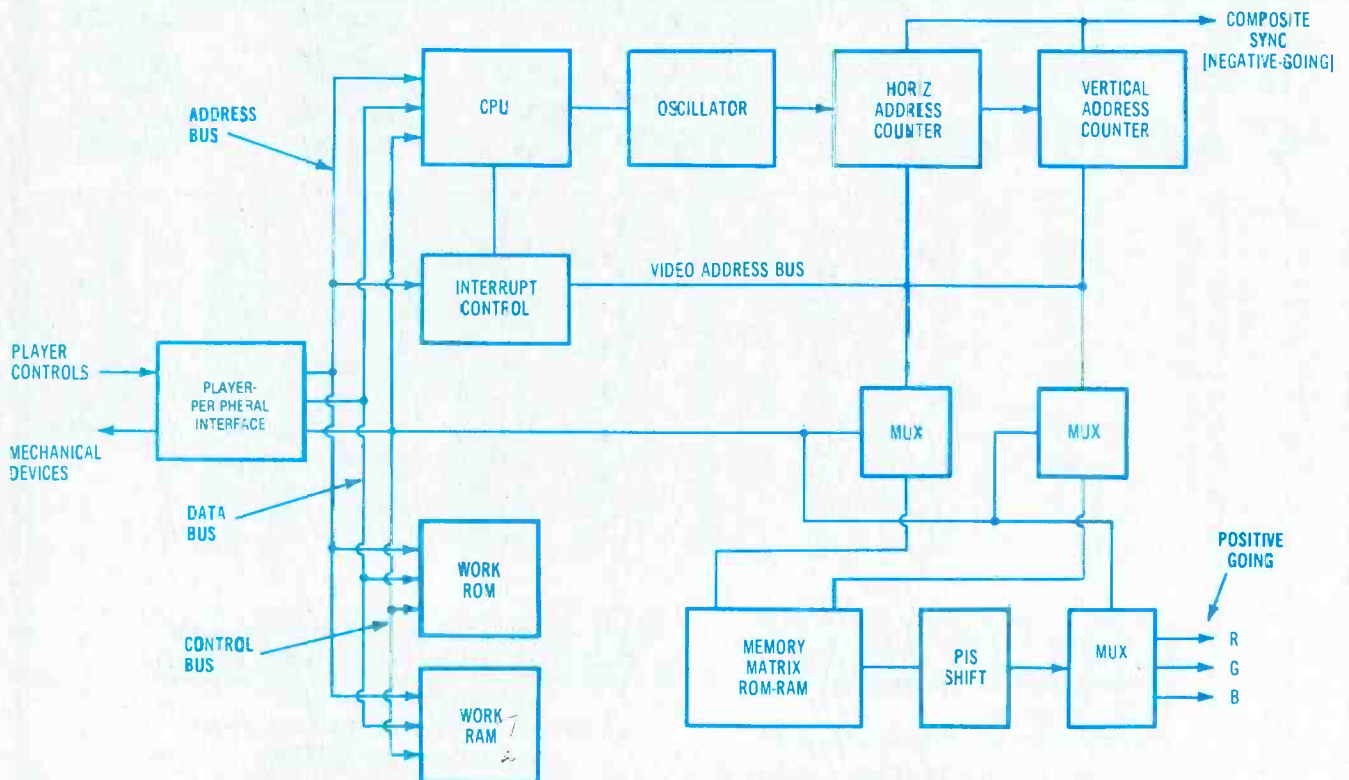 COMPOSITE
SYNC
[NEGATIVE-GOING]
CPU
OSCILLATOR
HORIZ
ADDRESS
COUNTER
VERTICAL
ADDRESS
COUNTER
ADDRESS
BUS
INTERRUPT
CONTROL
VIDEO ADDRESS BUS
PLAYER
CONTROLS
PLAYER-
PERIPHERAL
INTERFACE
MECHANICAL
DEVICES
MUX
MUX
DATA
BUS
WORK
ROM
CONTROL
BUS
WORK
RAM
MEMORY
MATRIX
ROM-RAM
PIS
SHIFT
MUX
POSITIVE
GOING
R
G
B